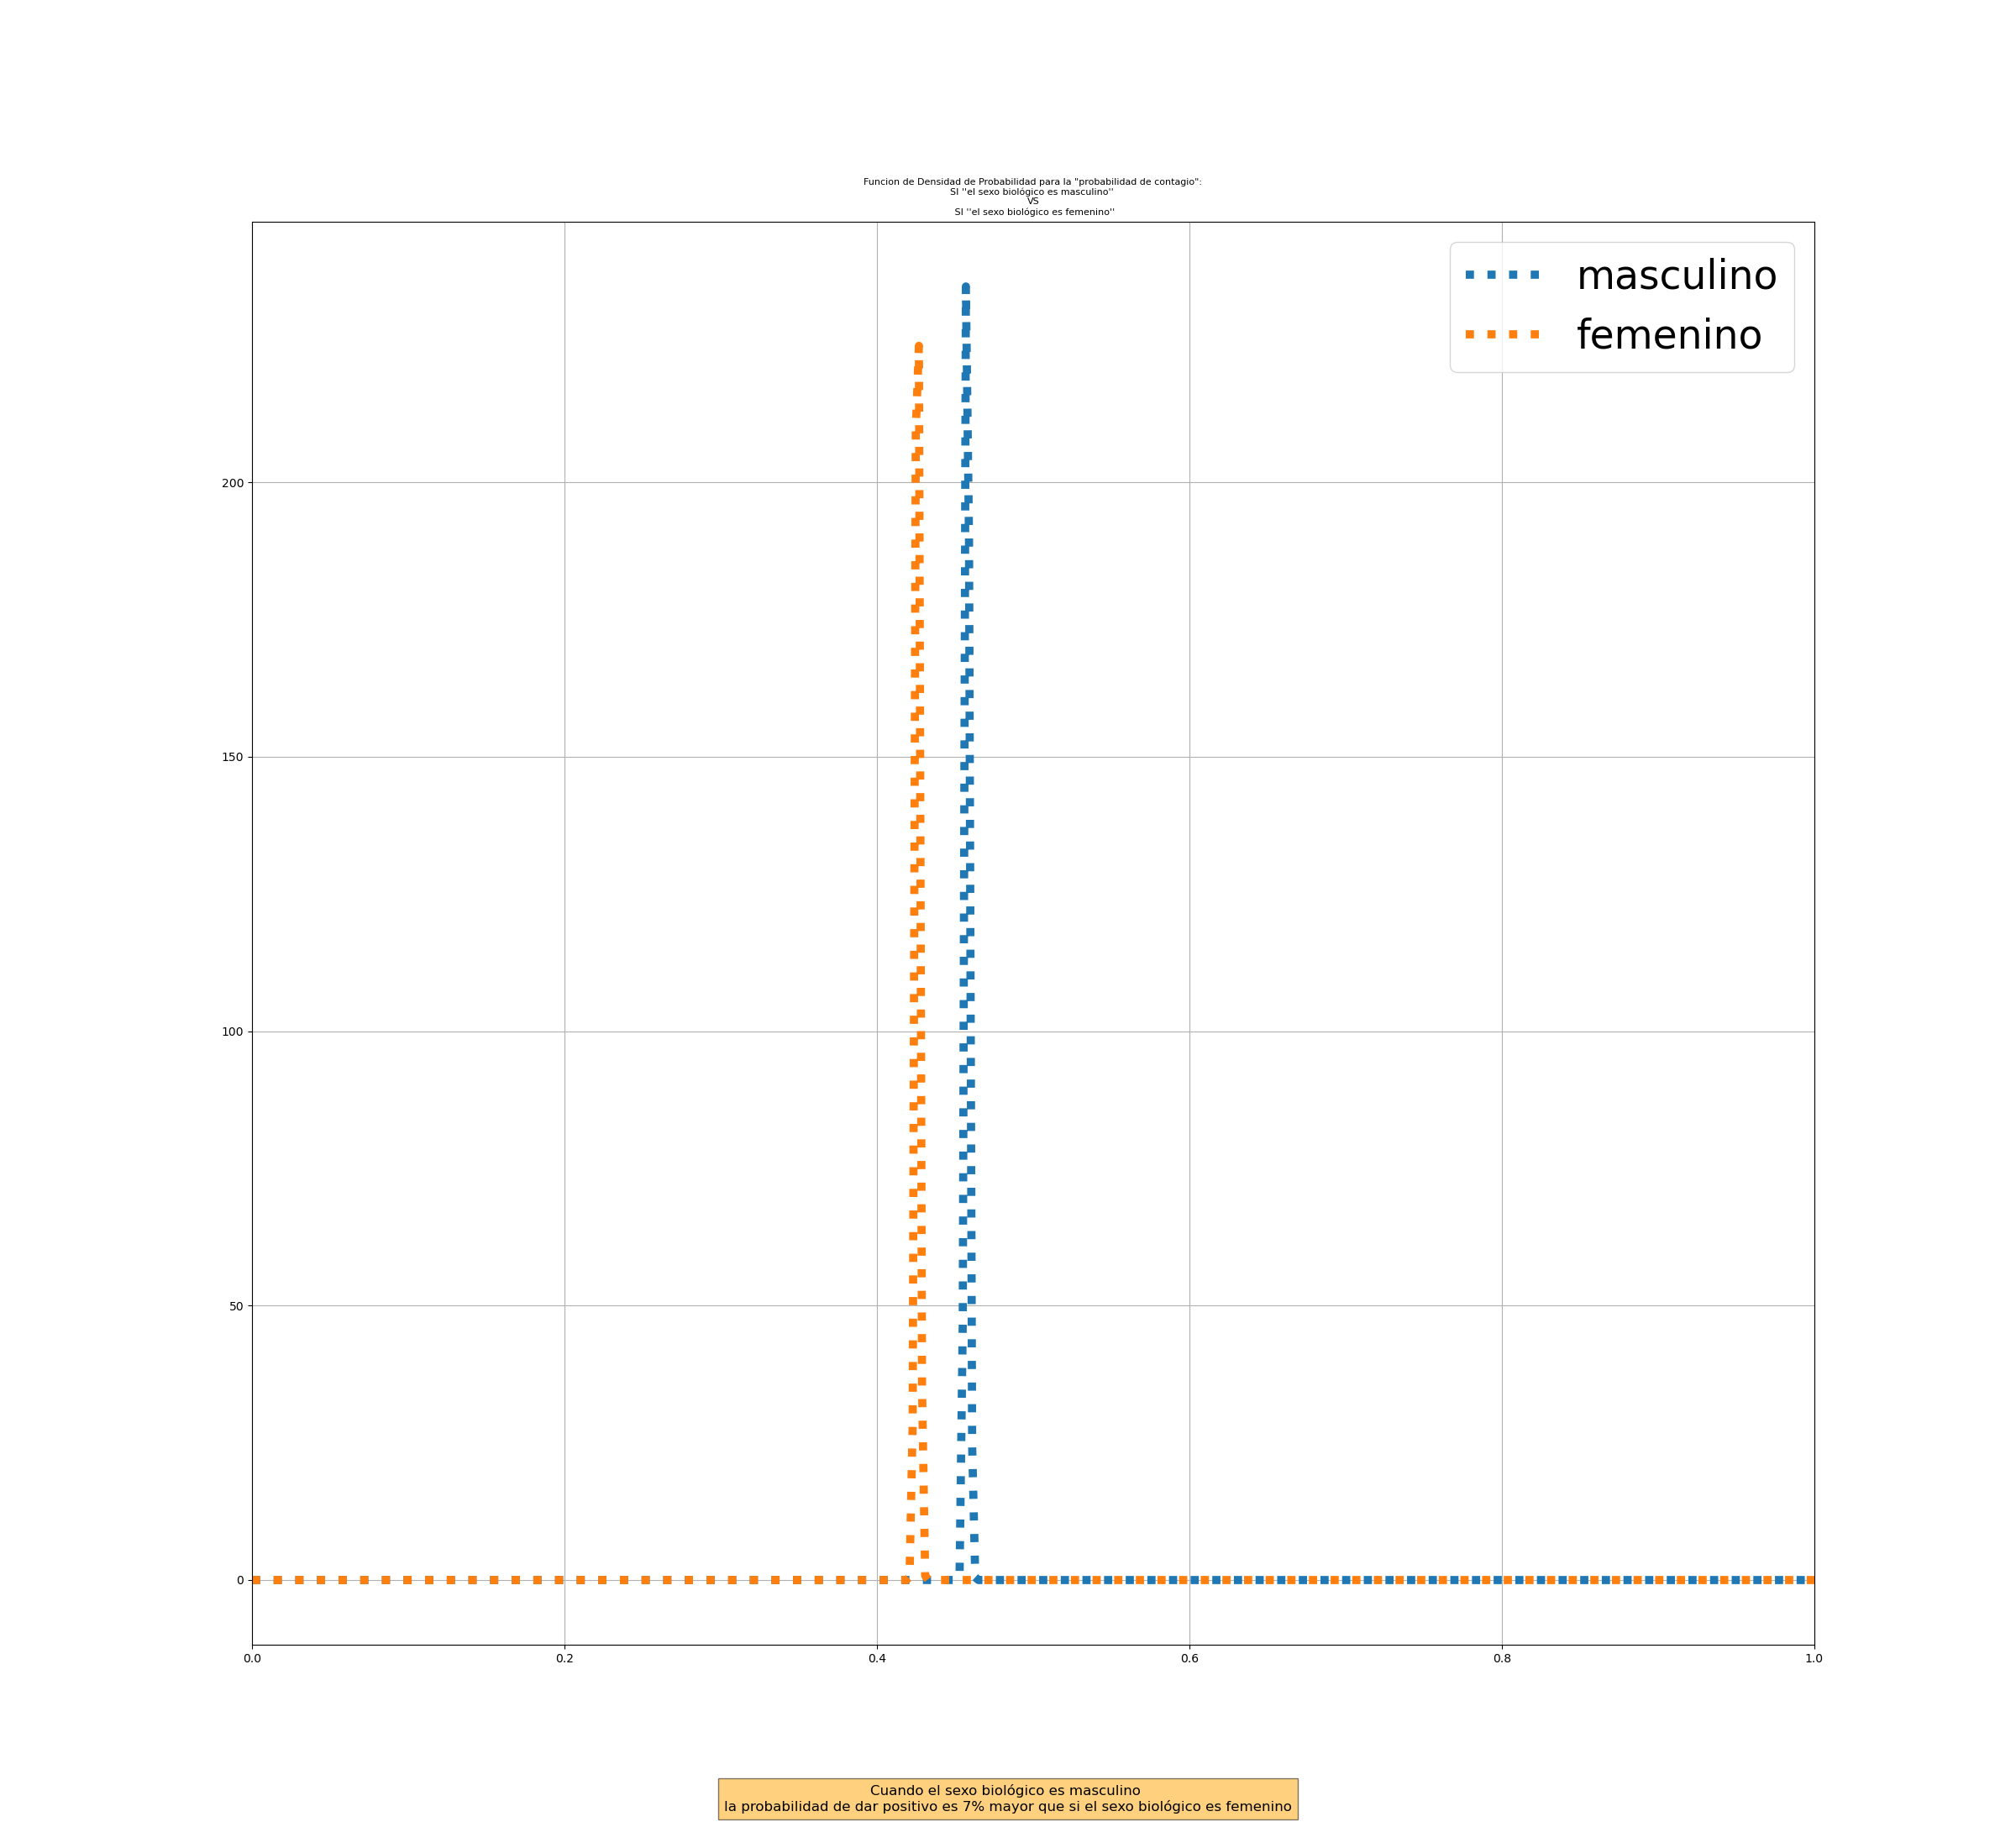 Funcion de Densidad de Probabilidad para la "probabilidad de contagio":
SI ''el sexo biológico es masculino''
VS
SI ''el sexo biológico es femenino''
masculino
femenino
200
150
100
50
0
0.0 0.2 0.4 0.6 0.8 1.0
Cuando el sexo biológico es masculino
la probabilidad de dar positivo es 7% mayor que si el sexo biológico es femenino